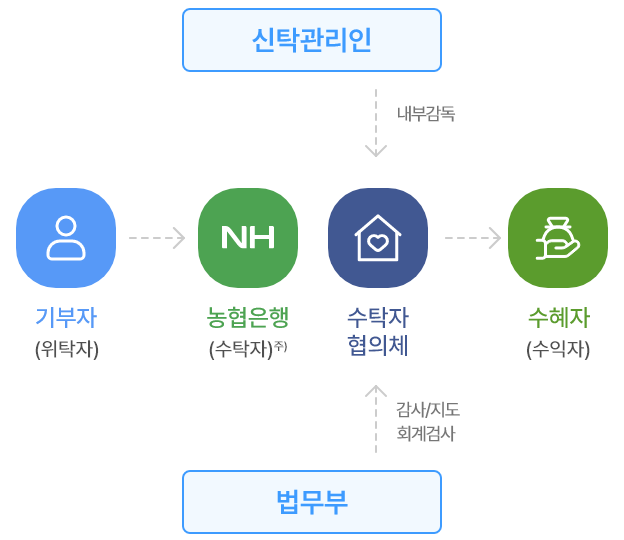 신탁관리인
내부감독
NH
기부자
(위탁자)
농협은행
(수탁자)주)
수탁자
협의체
수혜자
(수익자)
감사/지도
회계검사
법무부